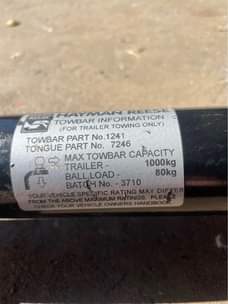 HAYMAN REESE
TOWBAR INFORMATION
(FOR TRAILER TOWING ONLY)
TOWBAR PART No.1241
TONGUE PART No. 7246
MAX TOWBAR CAPACITY
TRAILER - 1000kg
BALL LOAD - 80kg
BATCH No. - 3710
YOUR VEHICLE SPECIFIC RATING MAY DIFFER
FROM THE ABOVE MAXIMUM RATINGS. PLEASE
CHECK YOUR VEHICLE OWNERS HANDBOOK